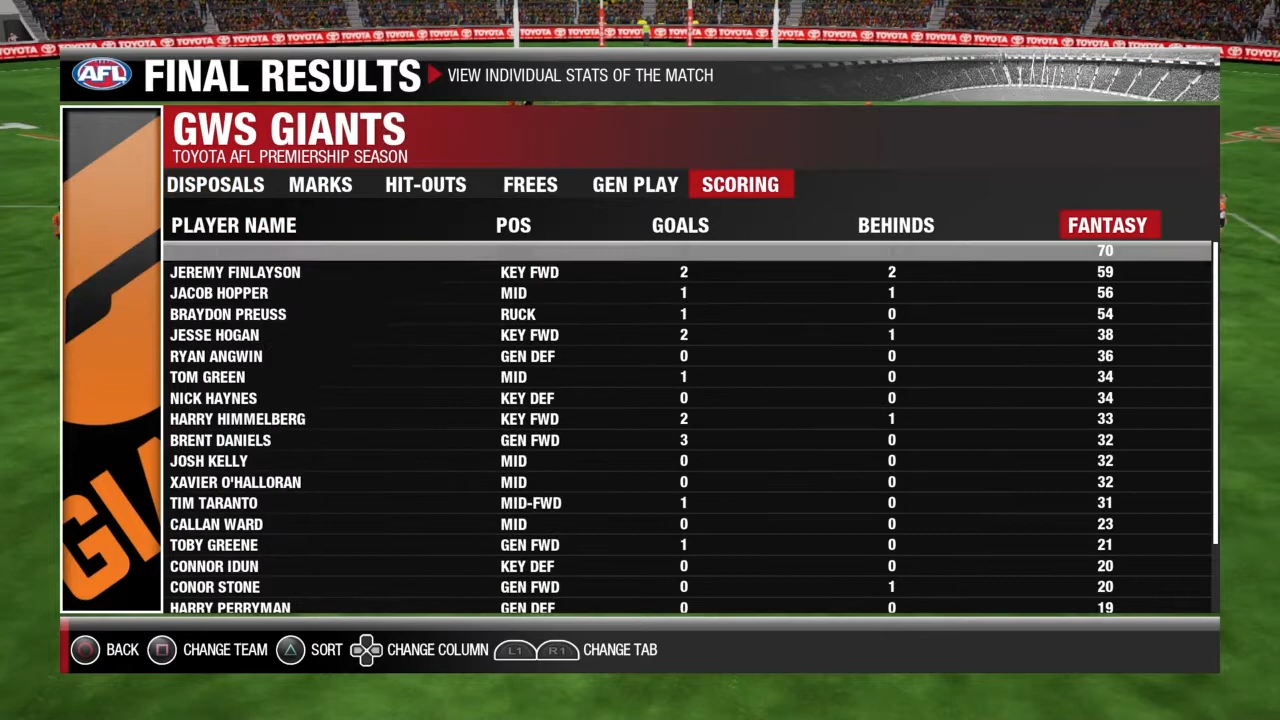 TOYOTA TOYOTA TOYOTA TOYOTA TOYOTA TOYOTA TOYOTA
AFL FINAL RESULTS VIEW INDIVIDUAL STATS OF THE MATCH
GWS GIANTS
TOYOTA AFL PREMIERSHIP SEASON
DISPOSALS MARKS HIT-OUTS FREES GEN PLAY SCORING
PLAYER NAME POS GOALS BEHINDS FANTASY
70
JEREMY FINLAYSON KEY FWD 2 2 59
JACOB HOPPER MID 1 1 56
BRAYDON PREUSS RUCK 1 0 54
JESSE HOGAN KEY FWD 2 1 38
RYAN ANGWIN GEN DEF 0 0 36
TOM GREEN MID 1 0 34
NICK HAYNES KEY DEF 0 0 34
HARRY HIMMELBERG KEY FWD 2 1 33
BRENT DANIELS GEN FWD 3 0 32
JOSH KELLY MID 0 0 32
XAVIER O'HALLORAN MID 0 0 32
TIM TARANTO MID-FWD 1 0 31
CALLAN WARD MID 0 0 23
TOBY GREENE GEN FWD 1 0 21
CONNOR IDUN KEY DEF 0 0 20
CONOR STONE GEN FWD 0 1 20
HARRY PERRYMAN GEN DEF 0 0 19
GIA
BACK CHANGE TEAM SORT CHANGE COLUMN L1 R1 CHANGE TAB